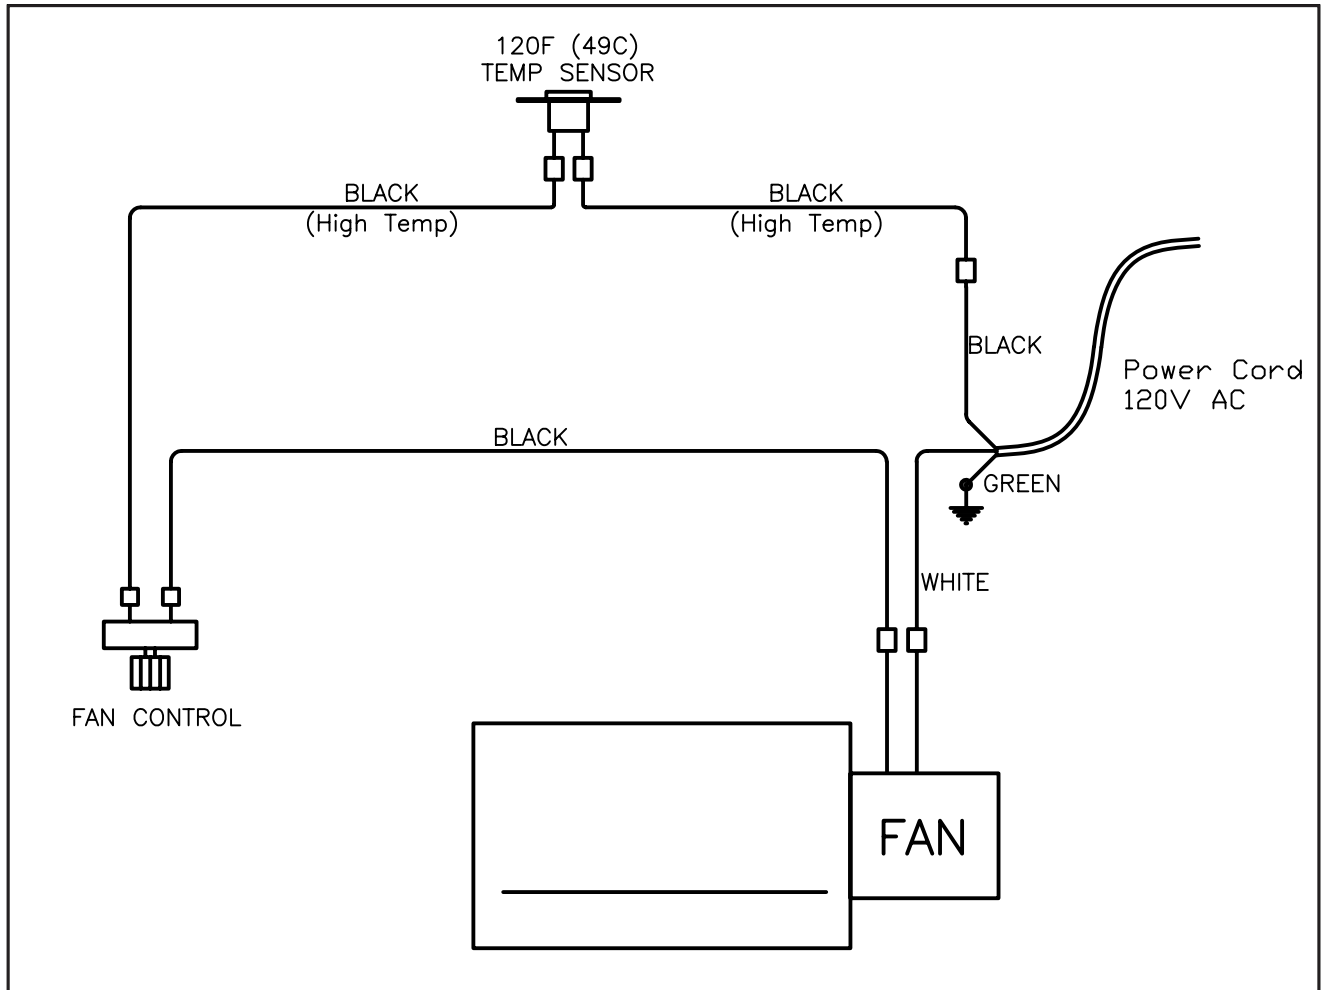 120F (49C)
TEMP SENSOR
BLACK
(High Temp)
BLACK
(High Temp)
BLACK
Power Cord
120V AC
BLACK
GREEN
WHITE
FAN CONTROL
FAN